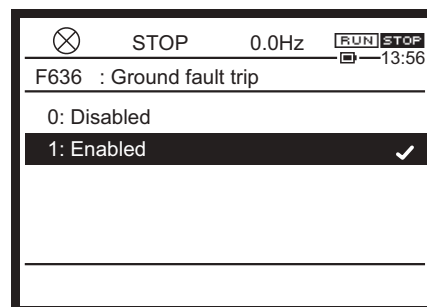 STOP 0.0Hz RUN STOP
13:56
F636 : Ground fault trip
0: Disabled
1: Enabled